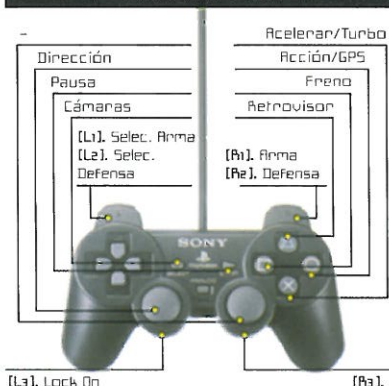 -
Acelerar/Turbo
Dirección
Acción/GPS
Pausa
Freno
Cámaras
Retrovisor
[L1]. Selec. Arma
[L2]. Selec.
Defensa
[R1]. Arma
[R2]. Defensa
SONY
[L3]. Lock On
[R3].